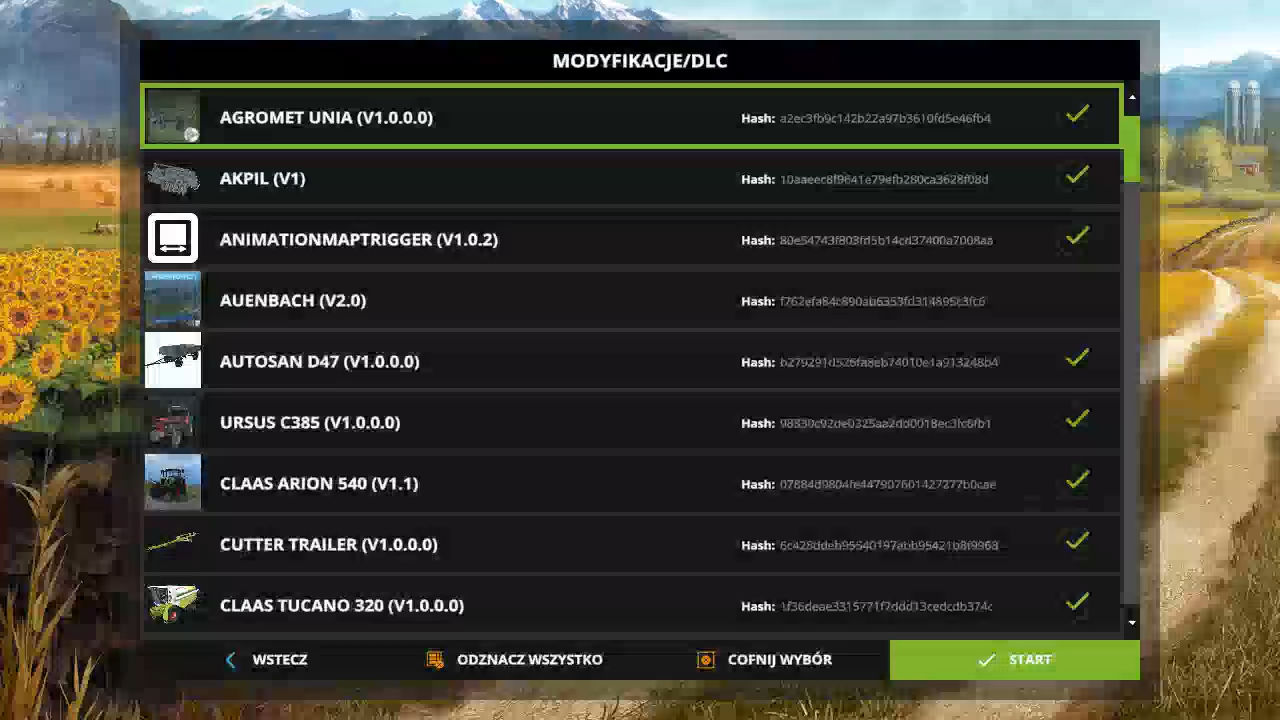 MODYFIKACJE/DLC
AGROMET UNIA (V1.0.0.0) Hash: a2ec3fb9c142b22a97b3610fd5e46fb4
AKPIL (V1) Hash: 10aaeec8f9641e79efb280ca3628f08d
ANIMATIONMAPTRIGGER (V1.0.2) Hash: 80e54743f803fd5b14cd37400a7008aa
AUENBACH (V2.0) Hash:
AUTOSAN D47 (V1.0.0.0) Hash:
URSUS C385 (V1.0.0.0) Hash:
CLAAS ARION 540 (V1.1) Hash:
CUTTER TRAILER (V1.0.0.0) Hash:
CLAAS TUCANO 320 (V1.0.0.0) Hash:
WSTECZ ODZNACZ WSZYSTKO COFNIJ WYBÓR START